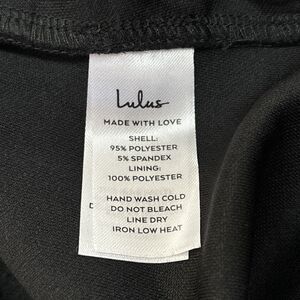 Lulus
MADE WITH LOVE
SHELL:
95% POLYESTER
5% SPANDEX
LINING:
100% POLYESTER
HAND WASH COLD
DO NOT BLEACH
LINE DRY
IRON LOW HEAT